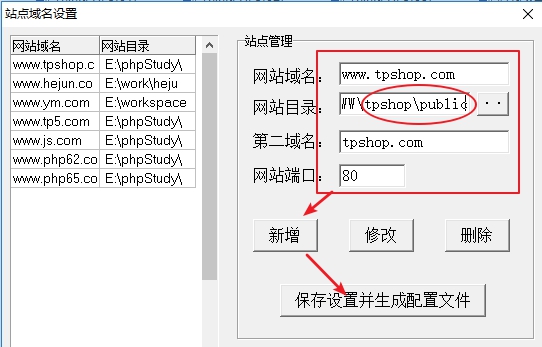 站点域名设置
网站域名 网站目录
www.tpshop.c E:\phpStudy\
www.hejun.co E:\work\heju
www.ym.com E:\workspace
www.tp5.com E:\phpStudy\
www.js.com E:\phpStudy\
www.php62.co E:\phpStudy\
www.php65.co E:\phpStudy\
站点管理
网站域名: www.tpshop.com
网站目录: WW\tpshop\public ..
第二域名: tpshop.com
网站端口: 80
新增 修改 删除
保存设置并生成配置文件